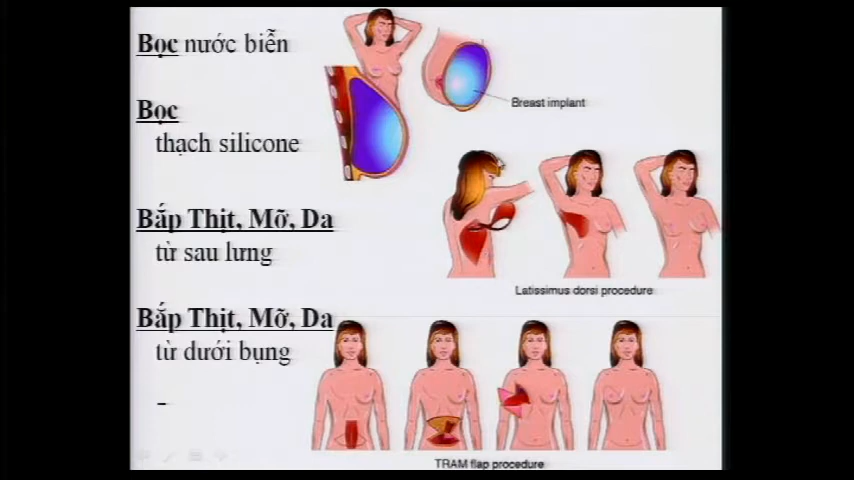 Bọc nước biễn
Breast implant
Bọc
thạch silicone
Bắp Thịt, Mỡ, Da
từ sau lưng
Latissimus dorsi procedure
Bắp Thịt, Mỡ, Da
từ dưới bụng
-
TRAM flap procedure